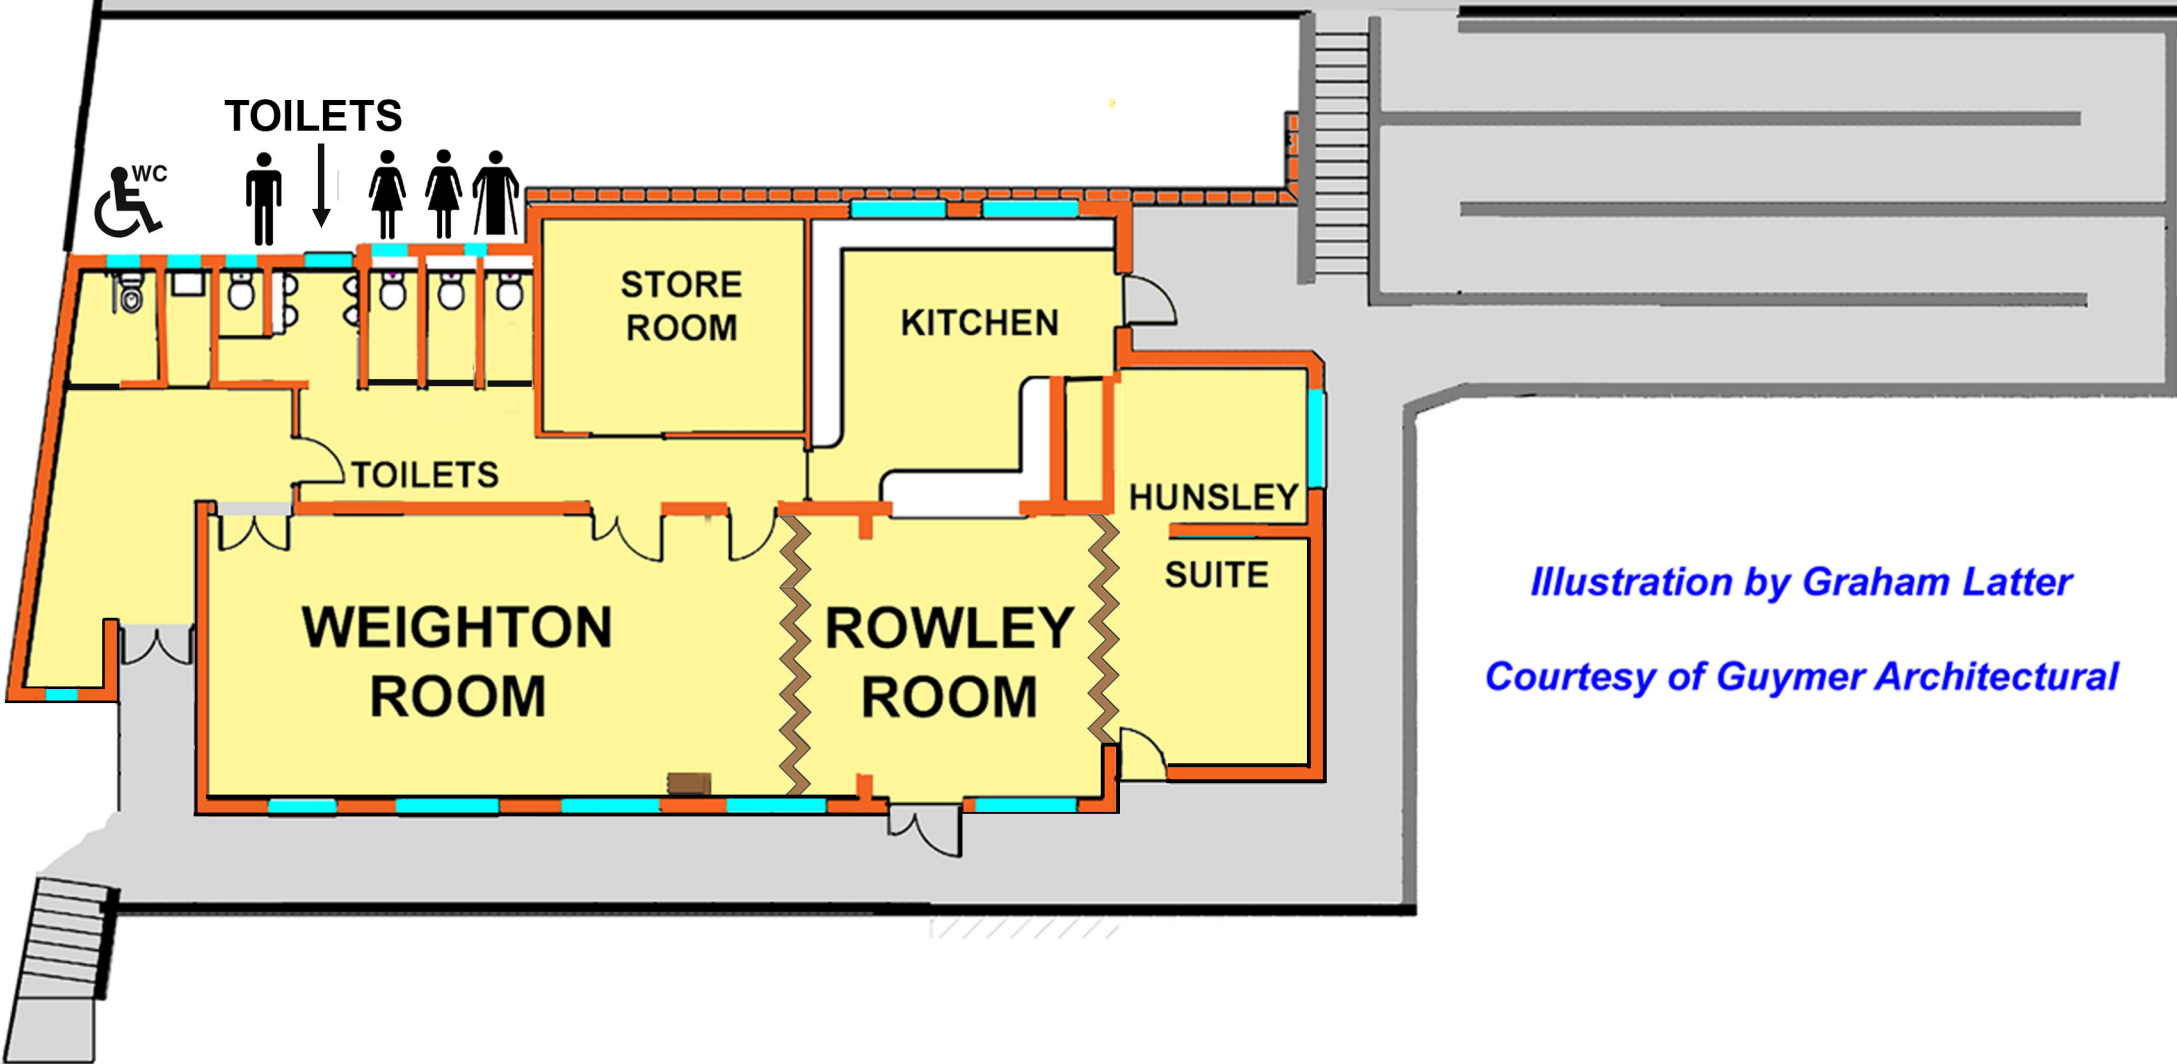 TOILETS
WC
STORE
ROOM
KITCHEN
TOILETS
HUNSLEY
SUITE
WEIGHTON
ROOM
ROWLEY
ROOM
Illustration by Graham Latter
Courtesy of Guymer Architectural